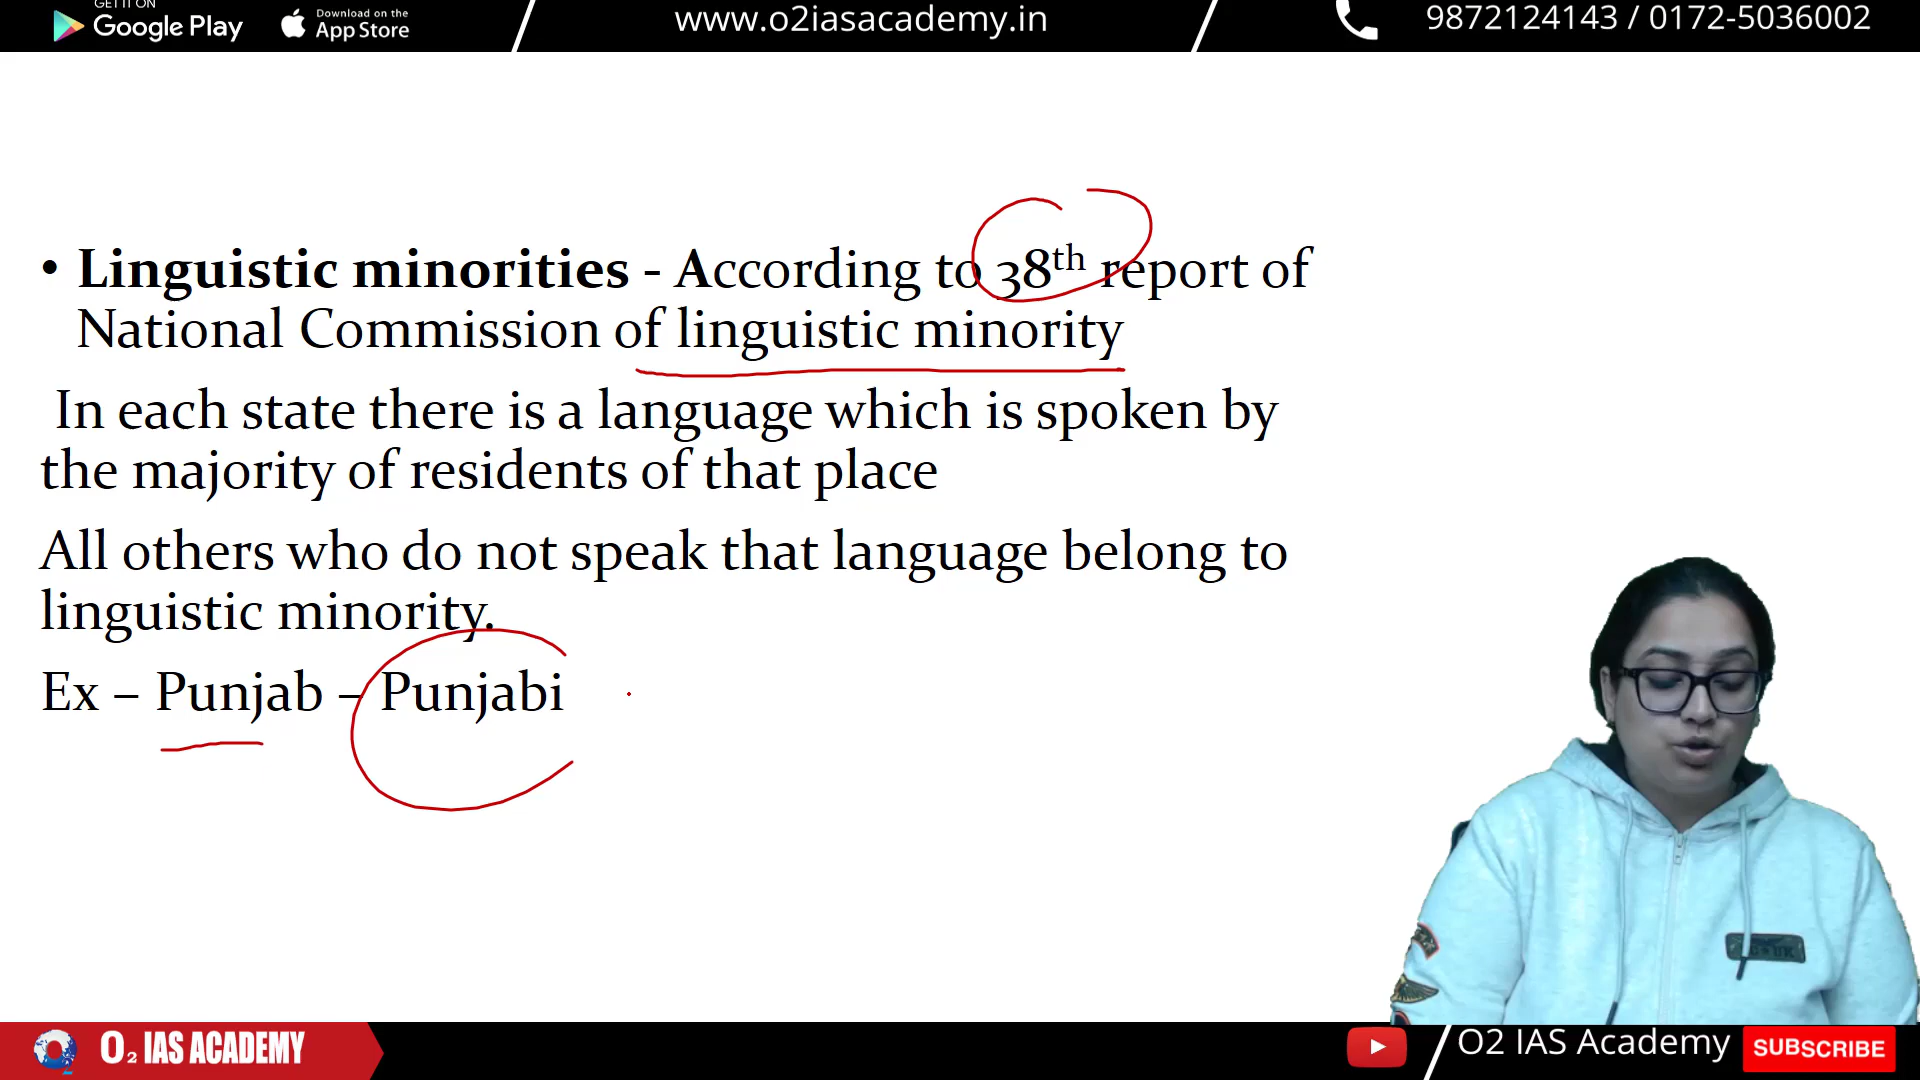 GET IT ON
Google Play
Download on the
App Store
www.o2iasacademy.in
9872124143 / 0172-5036002
• Linguistic minorities - According to 38th report of
National Commission of linguistic minority
In each state there is a language which is spoken by
the majority of residents of that place
All others who do not speak that language belong to
linguistic minority.
Ex – Punjab – Punjabi
O2 IAS ACADEMY
O2 IAS Academy
SUBSCRIBE